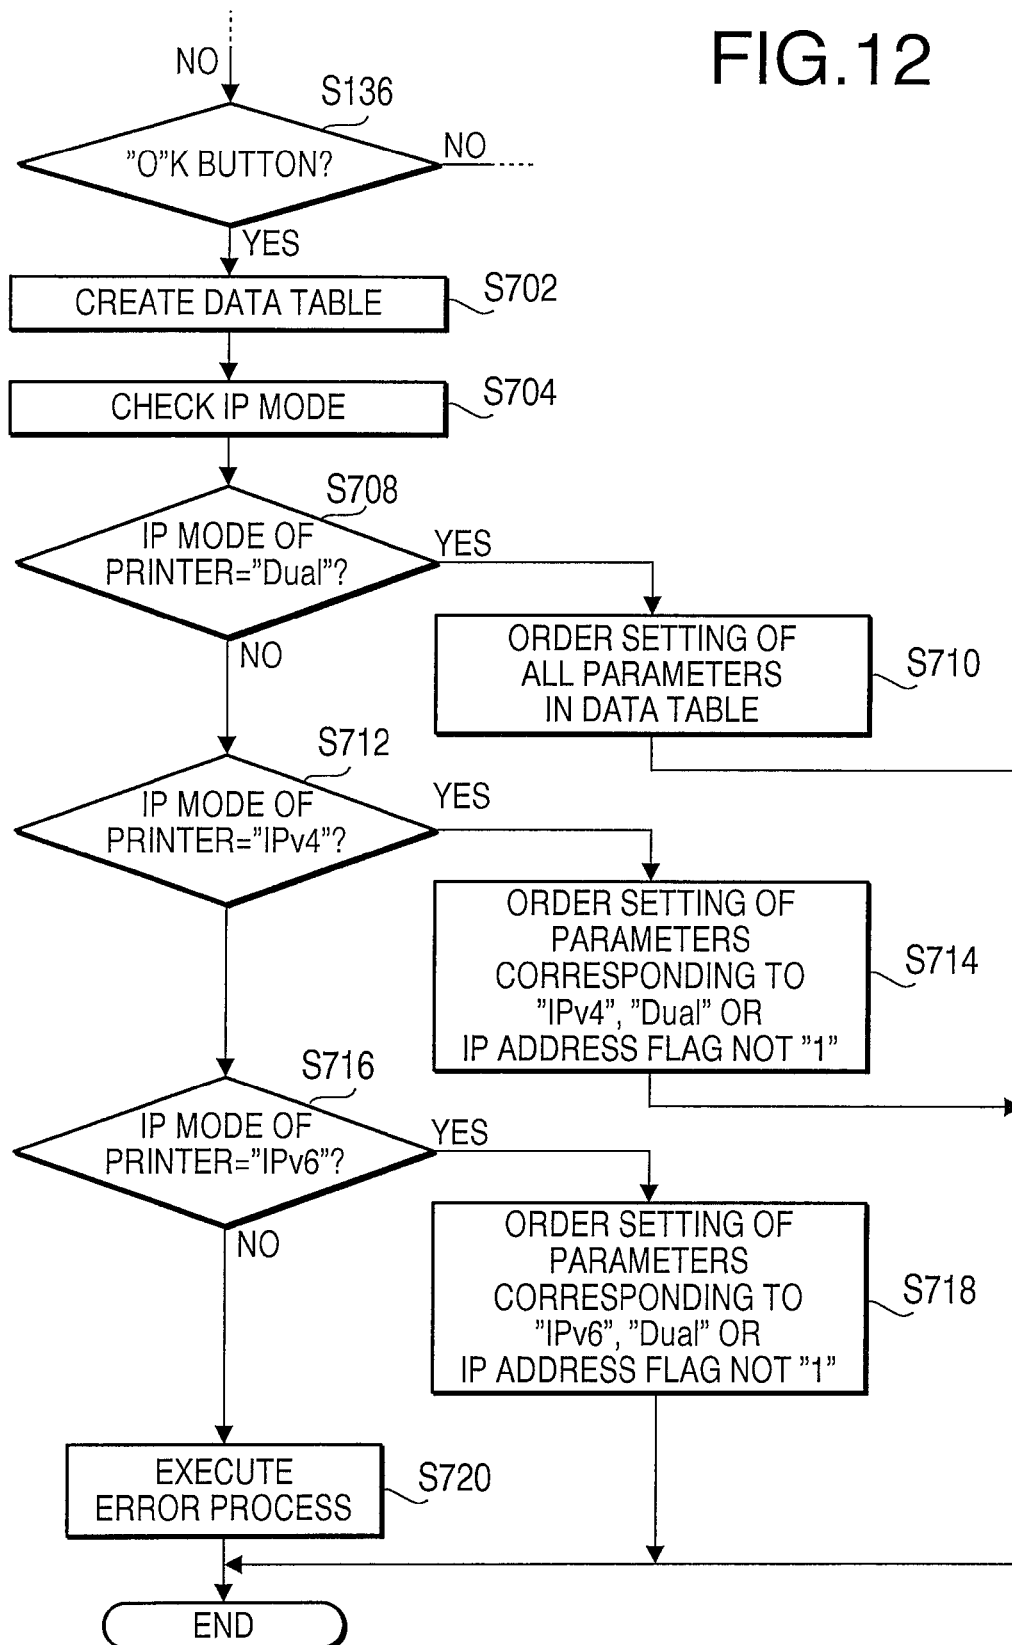 FIG.12
NO
S136
"O"K BUTTON?
NO
YES
CREATE DATA TABLE
S702
CHECK IP MODE
S704
S708
IP MODE OF
PRINTER="Dual"?
YES
NO
ORDER SETTING OF
ALL PARAMETERS
IN DATA TABLE
S710
S712
IP MODE OF
PRINTER="IPv4"?
YES
ORDER SETTING OF
PARAMETERS
CORRESPONDING TO
"IPv4", "Dual" OR
IP ADDRESS FLAG NOT "1"
S714
S716
IP MODE OF
PRINTER="IPv6"?
YES
NO
ORDER SETTING OF
PARAMETERS
CORRESPONDING TO
"IPv6", "Dual" OR
IP ADDRESS FLAG NOT "1"
S718
EXECUTE
ERROR PROCESS
S720
END